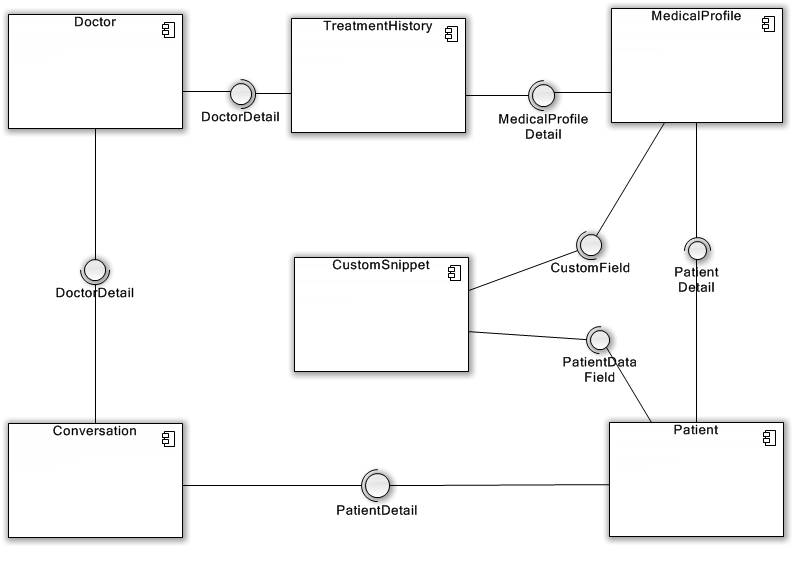 Doctor
TreatmentHistory
MedicalProfile
DoctorDetail
MedicalProfile
Detail
CustomSnippet
CustomField
Patient
Detail
DoctorDetail
PatientData
Field
Conversation
Patient
PatientDetail